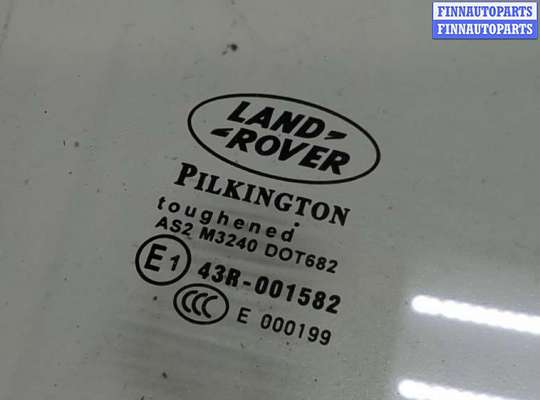 FINNAUTOPARTS
FINNAUTOPARTS
LAND
ROVER
PILKINGTON
toughened
AS2 M3240 DOT682
E1 43R-001582
CCC E 000199